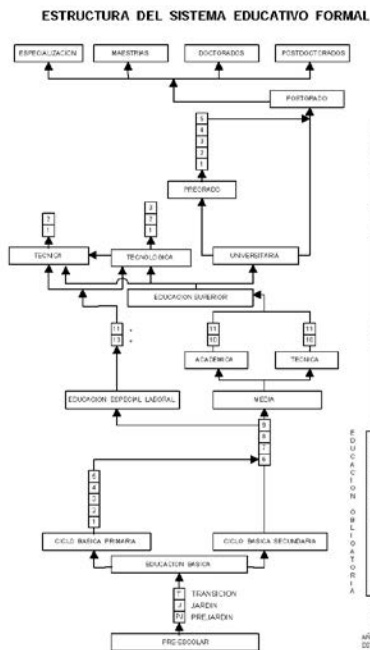 ESTRUCTURA DEL SISTEMA EDUCATIVO FORMAL
ESPECIALIZACION
MAESTRIAS
DOCTORADOS
POSTDOCTORADOS
POSTGRADO
5
4
3
2
1
PREGRADO
2
1
3
2
1
TECNICA
TECNOLOGICA
UNIVERSITARIA
EDUCACION SUPERIOR
11
11
10
11
10
ACADEMICA
TECNICA
EDUCACION ESPECIAL LABORAL
MEDIA
9
8
7
6
5
4
3
2
1
CICLO BASICA PRIMARIA
CICLO BASICA SECUNDARIA
EDUCACION BASICA
EDUCACION OBLIGATORIA
T TRANSICION
J JARDIN
PJ PREJARDIN
PRE-ESCOLAR